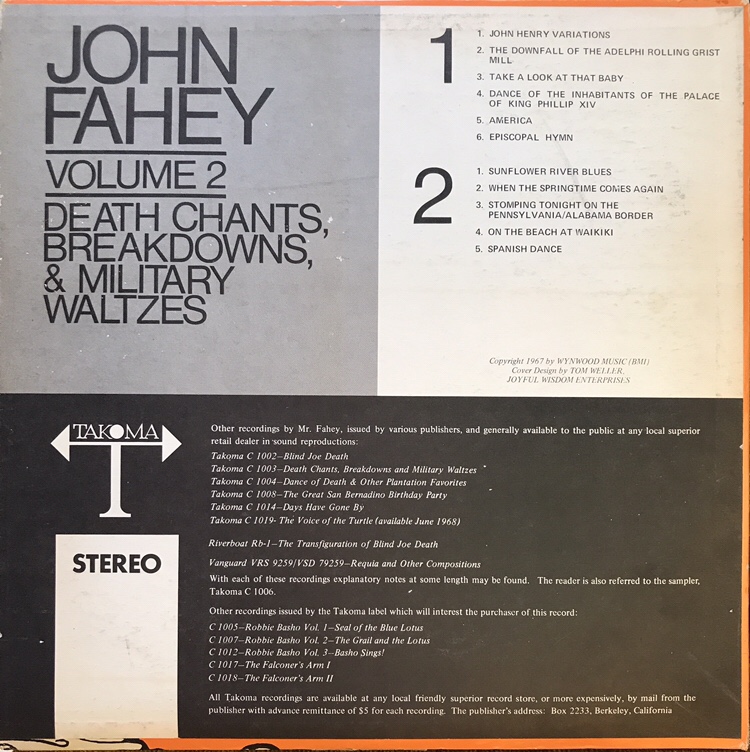 JOHN
FAHEY
VOLUME 2
DEATH CHANTS,
BREAKDOWNS,
& MILITARY
WALTZES
1
1. JOHN HENRY VARIATIONS
2. THE DOWNFALL OF THE ADELPHI ROLLING GRIST
MILL
3. TAKE A LOOK AT THAT BABY
4. DANCE OF THE INHABITANTS OF THE PALACE
OF KING PHILLIP XIV
5. AMERICA
6. EPISCOPAL HYMN
2
1. SUNFLOWER RIVER BLUES
2. WHEN THE SPRINGTIME COMES AGAIN
3. STOMPING TONIGHT ON THE
PENNSYLVANIA/ALABAMA BORDER
4. ON THE BEACH AT WAIKIKI
5. SPANISH DANCE
Copyright 1967 by WYNWOOD MUSIC (BMI)
Cover Design by TOM WELLER,
JOYFUL WISDOM ENTERPRISES
TAKOMA
T
STEREO
Other recordings by Mr. Fahey, issued by various publishers, and generally available to the public at any local superior
retail dealer in sound reproductions:
Takoma C 1002—Blind Joe Death
Takoma C 1003—Death Chants, Breakdowns and Military Waltzes
Takoma C 1004—Dance of Death & Other Plantation Favorites
Takoma C 1008—The Great San Bernadino Birthday Party
Takoma C 1014—Days Have Gone By
Takoma C 1019- The Voice of the Turtle (available June 1968)
Riverboat Rb-1—The Transfiguration of Blind Joe Death
Vanguard VRS 9259/VSD 79259—Requia and Other Compositions
With each of these recordings explanatory notes at some length may be found. The reader is also referred to the sampler,
Takoma C 1006.
Other recordings issued by the Takoma label which will interest the purchaser of this record:
C 1005—Robbie Basho Vol. 1—Seal of the Blue Lotus
C 1007—Robbie Basho Vol. 2—The Grail and the Lotus
C 1012—Robbie Basho Vol. 3—Basho Sings!
C 1017—The Falconer's Arm I
C 1018—The Falconer's Arm II
All Takoma recordings are available at any local friendly superior record store, or more expensively, by mail from the
publisher with advance remittance of $5 for each recording. The publisher's address: Box 2233, Berkeley, California